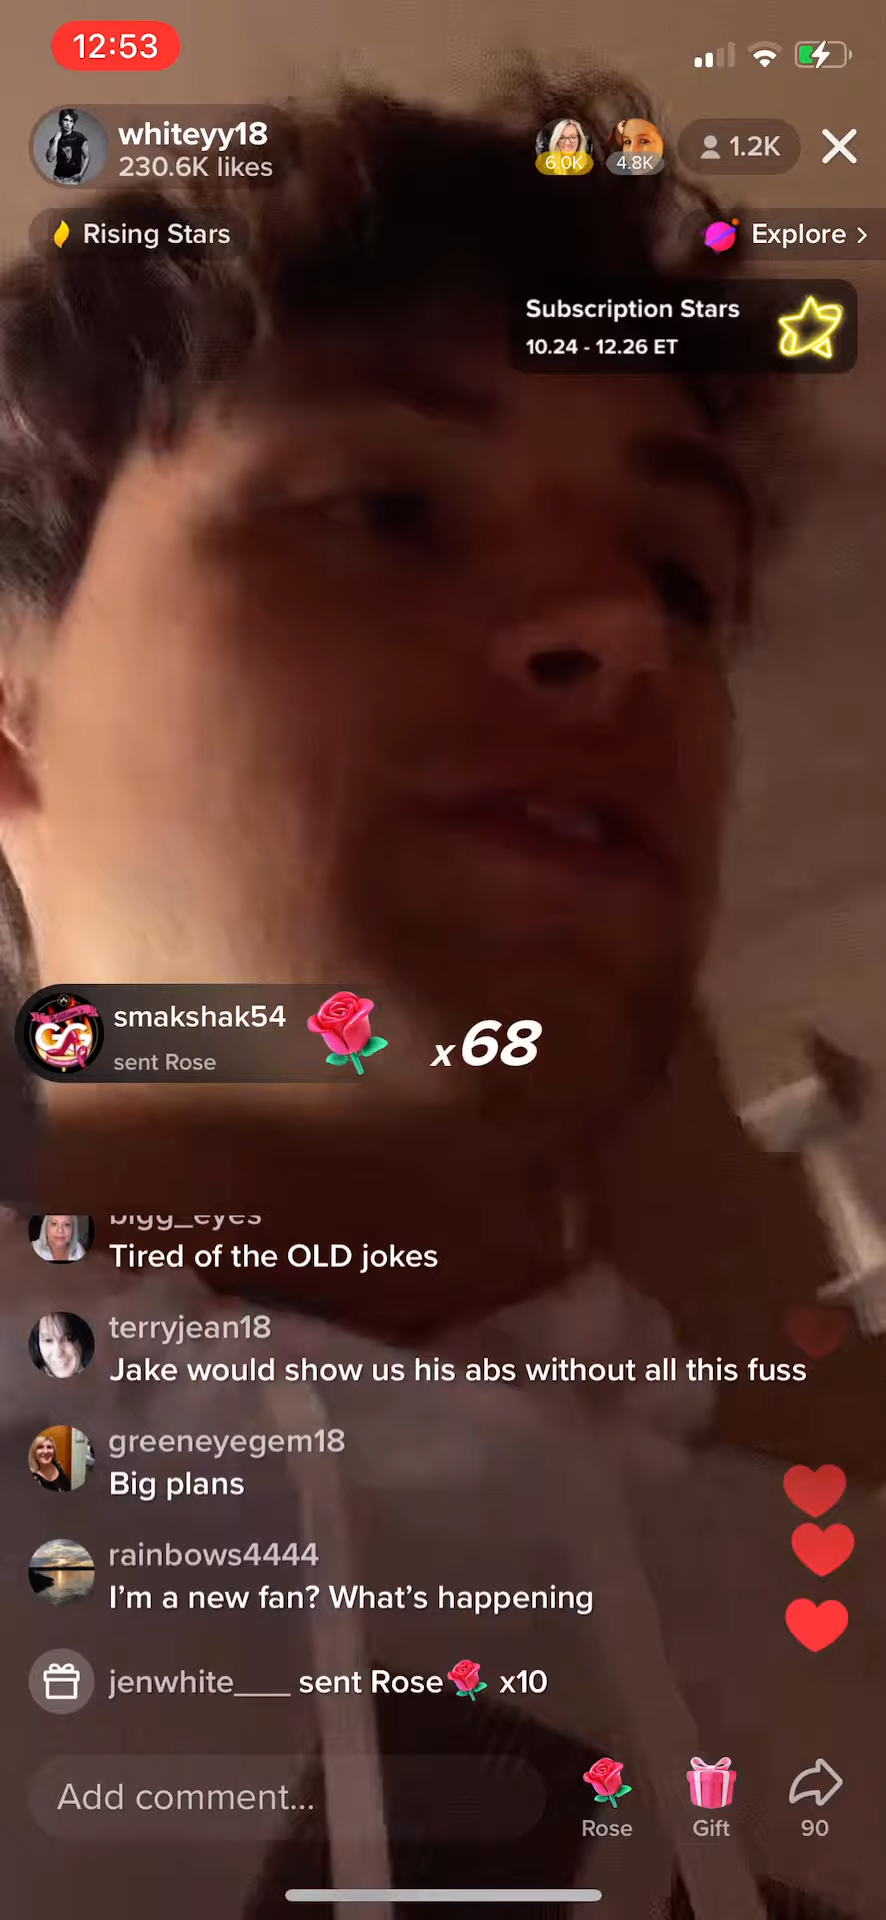 12:53
whiteyy18
230.6K likes
6.0K
4.8K
1.2K
Rising Stars
Explore >
Subscription Stars
10.24 - 12.26 ET
smakshak54
sent Rose
x68
bigg_eyes
Tired of the OLD jokes
terryjean18
Jake would show us his abs without all this fuss
greeneyegem18
Big plans
rainbows4444
I'm a new fan? What's happening
jenwhite___ sent Rose x10
Add comment...
Rose
Gift
90